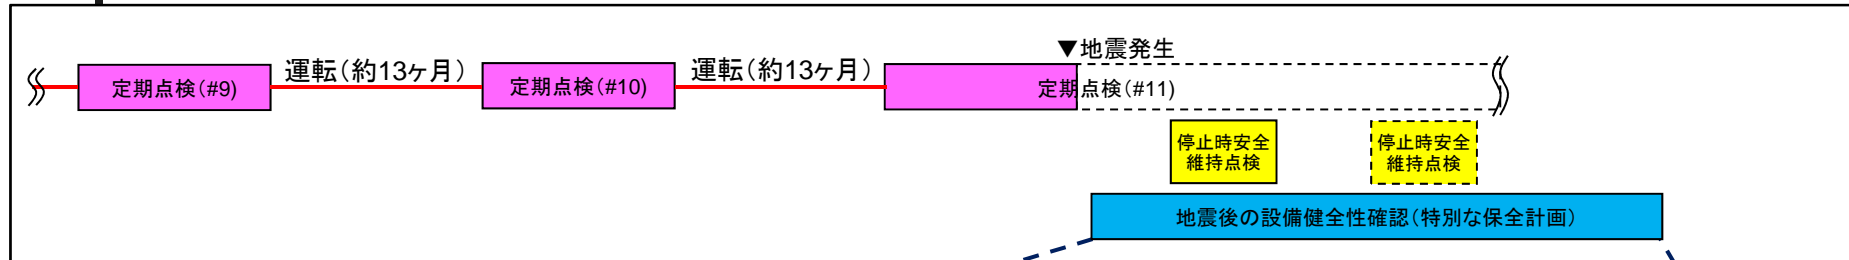 ▼地震発生
定期点検(#9)
運転(約13ヶ月)
定期点検(#10)
運転(約13ヶ月)
定期点検(#11)
停止時安全
維持点検
停止時安全
維持点検
地震後の設備健全性確認(特別な保全計画)